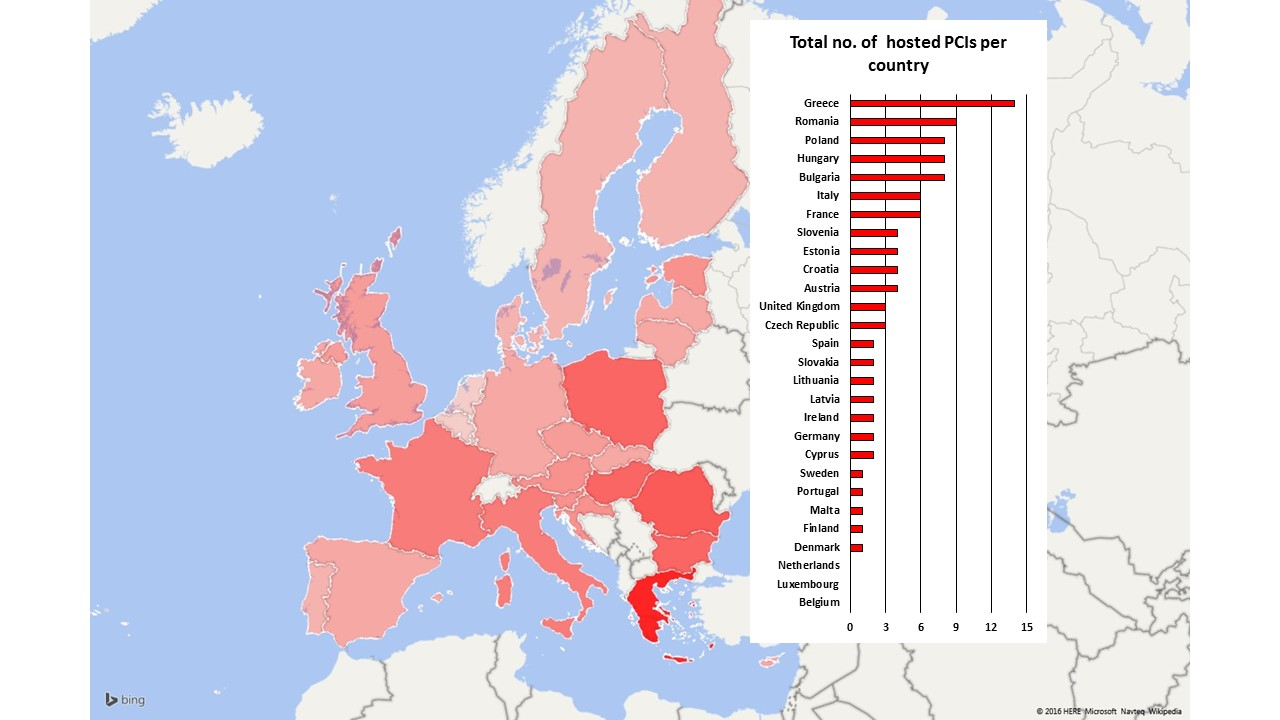 Total no. of hosted PCIs per
country
Greece
Romania
Poland
Hungary
Bulgaria
Italy
France
Slovenia
Estonia
Croatia
Austria
United Kingdom
Czech Republic
Spain
Slovakia
Lithuania
Latvia
Ireland
Germany
Cyprus
Sweden
Portugal
Malta
Finland
Denmark
Netherlands
Luxembourg
Belgium
0 3 6 9 12 15
bing
© 2016 HERE Microsoft Navteq Wikipedia